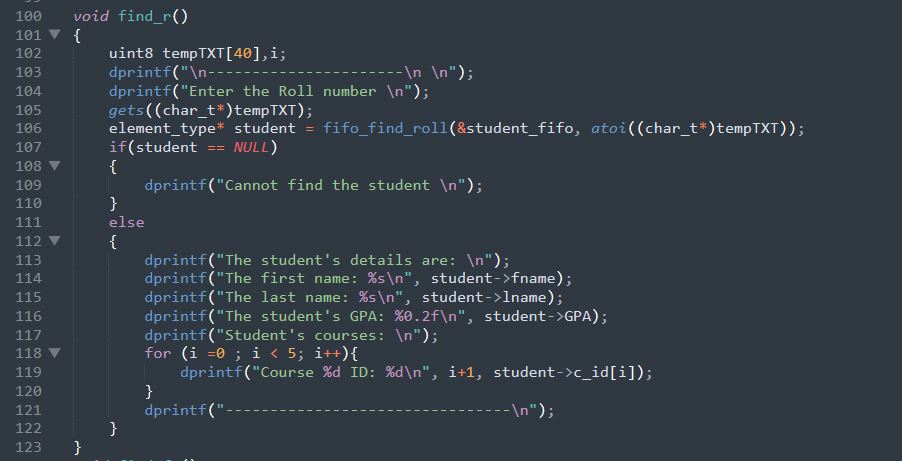 100 void find_r()
101 {
102 uint8 tempTXT[40],i;
103 dprintf("\n----------------------\n \n");
104 dprintf("Enter the Roll number \n");
105 gets((char_t*)tempTXT);
106 element_type* student = fifo_find_roll(&student_fifo, atoi((char_t*)tempTXT));
107 if(student == NULL)
108 {
109 dprintf("Cannot find the student \n");
110 }
111 else
112 {
113 dprintf("The student's details are: \n");
114 dprintf("The first name: %s\n", student->fname);
115 dprintf("The last name: %s\n", student->lname);
116 dprintf("The student's GPA: %0.2f\n", student->GPA);
117 dprintf("Student's courses: \n");
118 for (i =0 ; i < 5; i++){
119 dprintf("Course %d ID: %d\n", i+1, student->c_id[i]);
120 }
121 dprintf("--------------------------------\n");
122 }
123 }